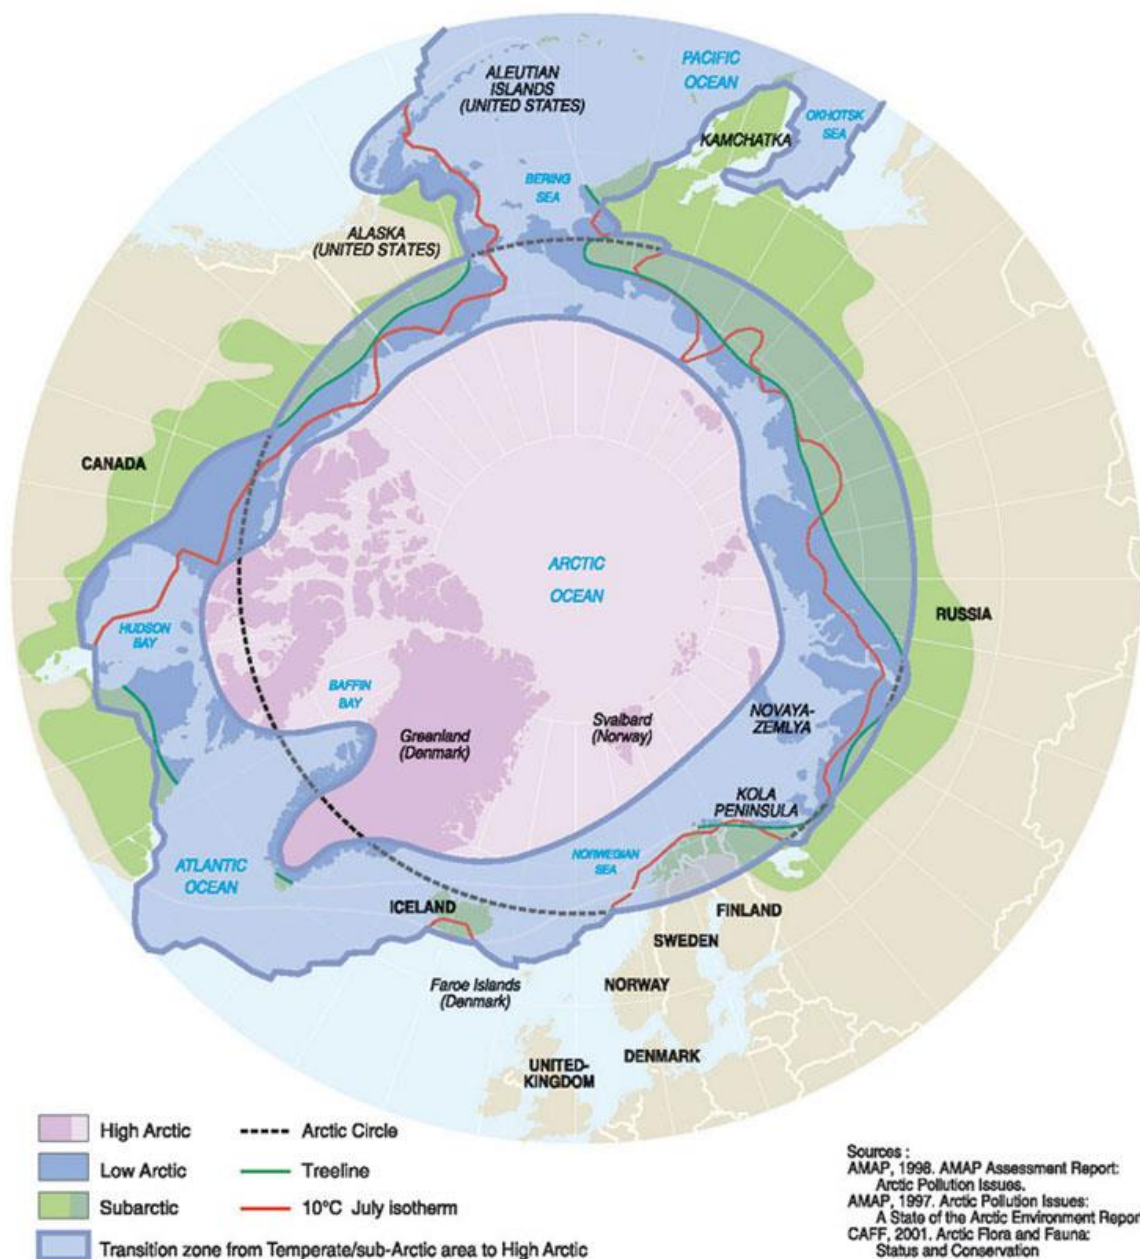 PACIFIC
OCEAN
ALEUTIAN
ISLANDS
(UNITED STATES)
OKHOTSK
SEA
KAMCHATKA
BERING
SEA
ALASKA
(UNITED STATES)
CANADA
ARCTIC
OCEAN
RUSSIA
HUDSON
BAY
BAFFIN
BAY
NOVAYA-
ZEMLYA
Svalbard
(Norway)
Greenland
(Denmark)
KOLA
PENINSULA
NORWEGIAN
SEA
ATLANTIC
OCEAN
ICELAND
FINLAND
SWEDEN
NORWAY
Faroe Islands
(Denmark)
DENMARK
UNITED-
KINGDOM
High Arctic
Arctic Circle
Low Arctic
Treeline
Subarctic
10°C July isotherm
Transition zone from Temperate/sub-Arctic area to High Arctic
Sources :
AMAP, 1998. AMAP Assessment Report:
Arctic Pollution Issues.
AMAP, 1997. Arctic Pollution Issues:
A State of the Arctic Environment Report
CAFF, 2001. Arctic Flora and Fauna:
Status and Conservation